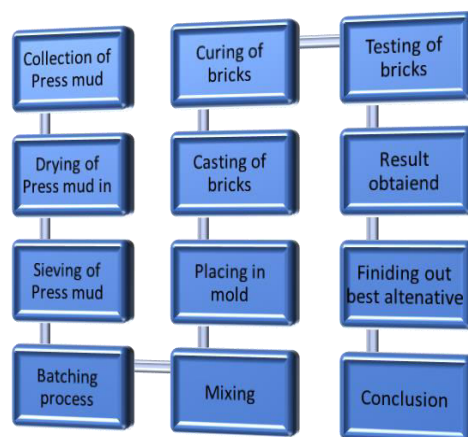 Collection of
Press mud
Drying of
Press mud in
Sieving of
Press mud
Batching
process
Mixing
Placing in
mold
Casting of
bricks
Curing of
bricks
Testing of
bricks
Result
obtaiend
Finiding out
best altenative
Conclusion